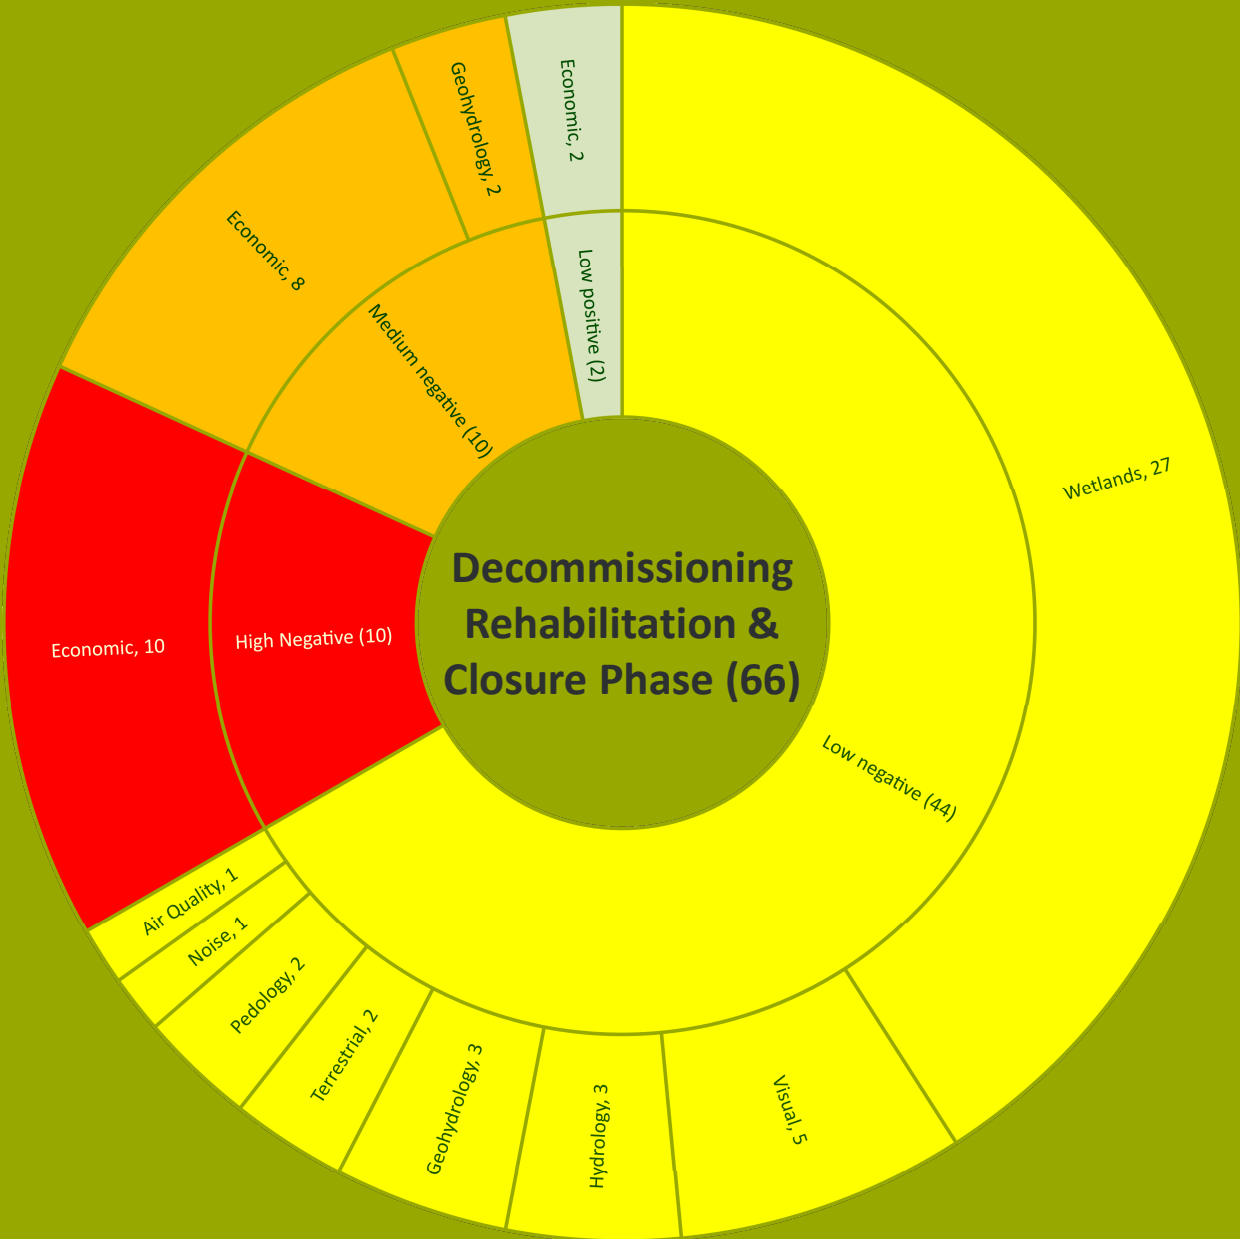 Decommissioning
Rehabilitation &
Closure Phase (66)
Low negative (44)
Wetlands, 27
Visual, 5
Hydrology, 3
Geohydrology, 3
Terrestrial, 2
Pedology, 2
Noise, 1
Air Quality, 1
High Negative (10)
Economic, 10
Medium negative (10)
Economic, 8
Geohydrology, 2
Low positive (2)
Economic, 2